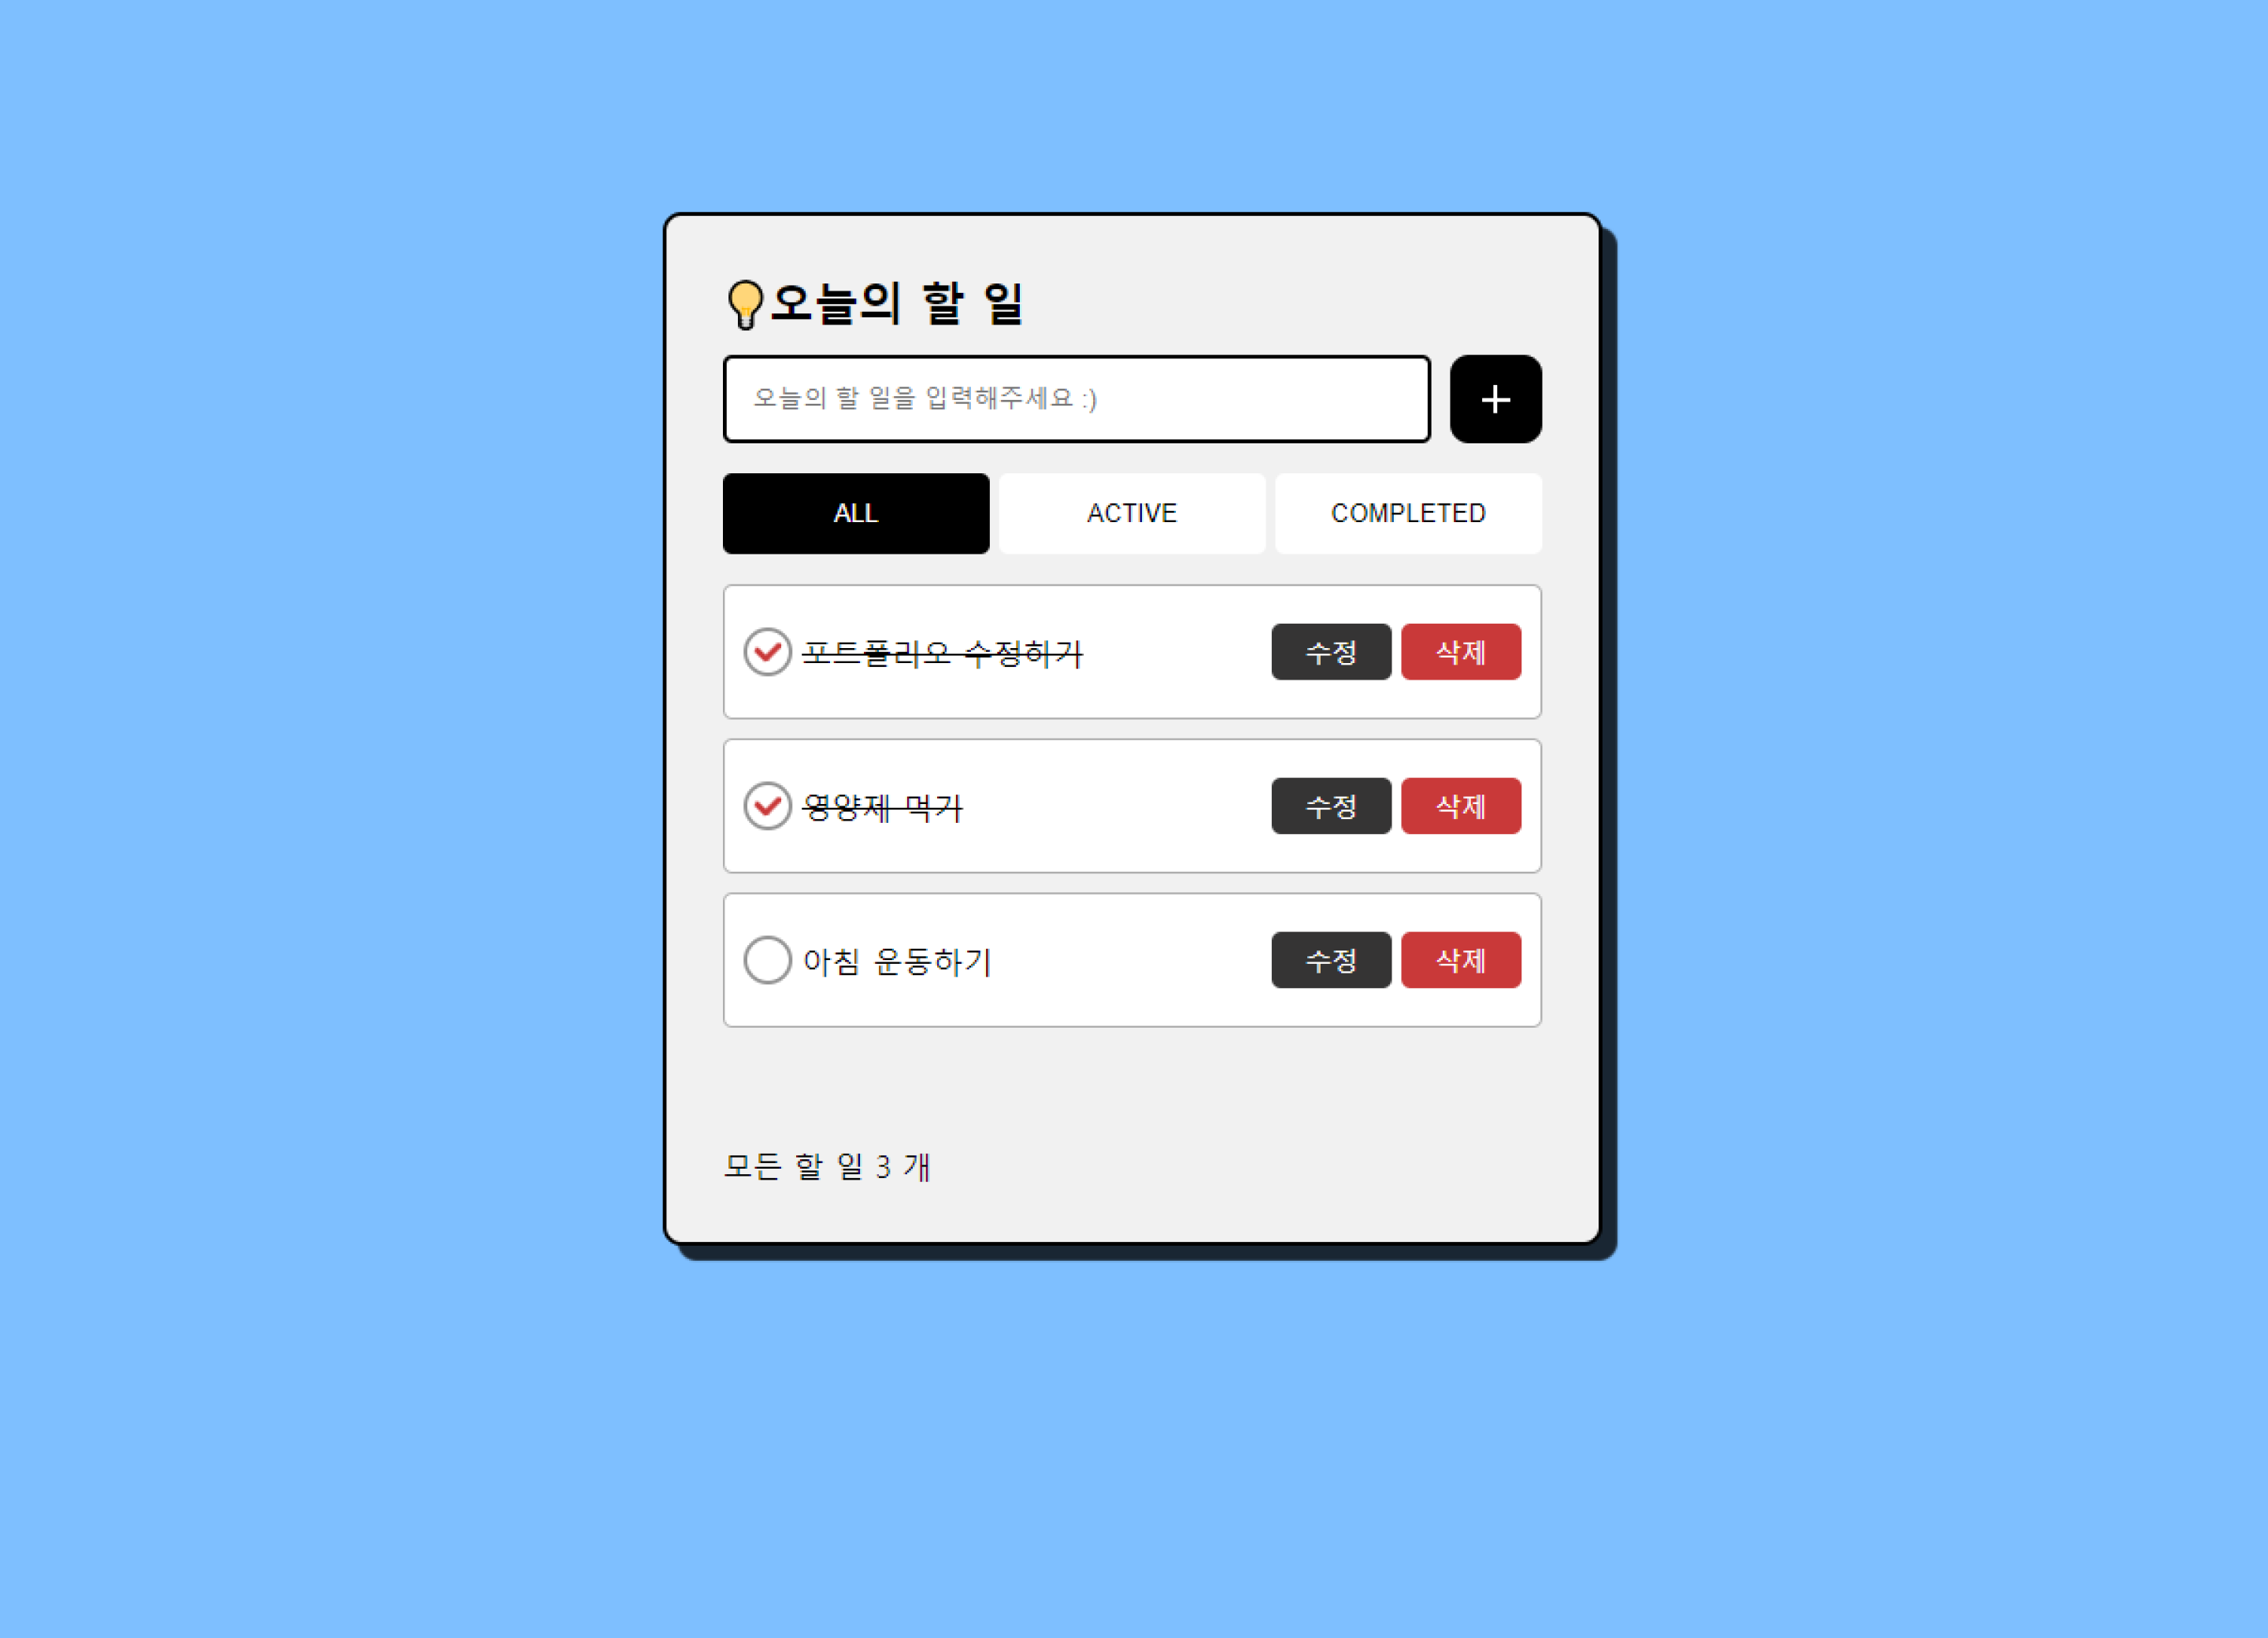 오늘의 할 일
오늘의 할 일을 입력해주세요 :)
ALL ACTIVE COMPLETED
포트폴리오 수정하기 수정 삭제
영양제 먹기 수정 삭제
아침 운동하기 수정 삭제
모든 할 일 3 개